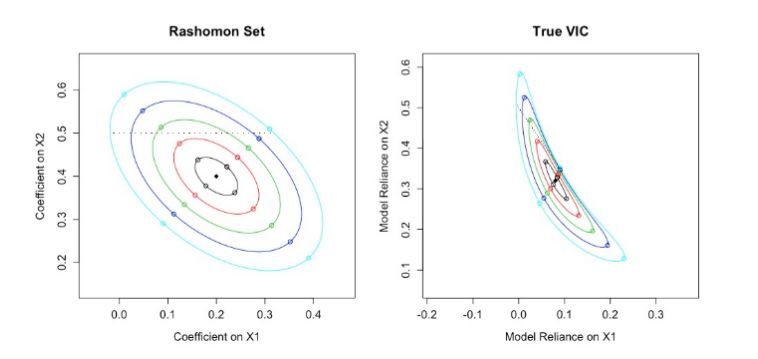 Rashomon Set
Coefficient on X2
0.6
0.5
0.4
0.3
0.2
0.0 0.1 0.2 0.3 0.4
Coefficient on X1
True VIC
Model Reliance on X2
0.6
0.5
0.4
0.3
0.2
0.1
-0.2 -0.1 0.0 0.1 0.2 0.3
Model Reliance on X1